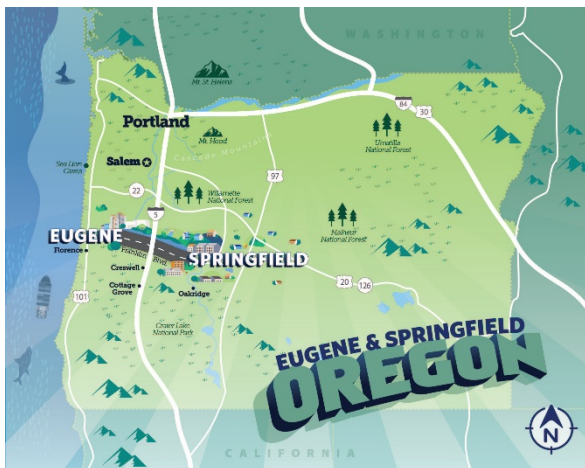 WASHINGTON
Mt. St. Helens
84
30
Portland
Mt. Hood
Umatilla
National Forest
Cascade Mountains
Salem
Sea Lion
Caves
97
22
Willamette
National Forest
5
Malheur
National Forest
EUGENE
Florence
Franklin Blvd.
SPRINGFIELD
Creswell
20
126
Cottage
Grove
Oakridge
101
Crater Lake
National Park
EUGENE & SPRINGFIELD
OREGON
N
CALIFORNIA